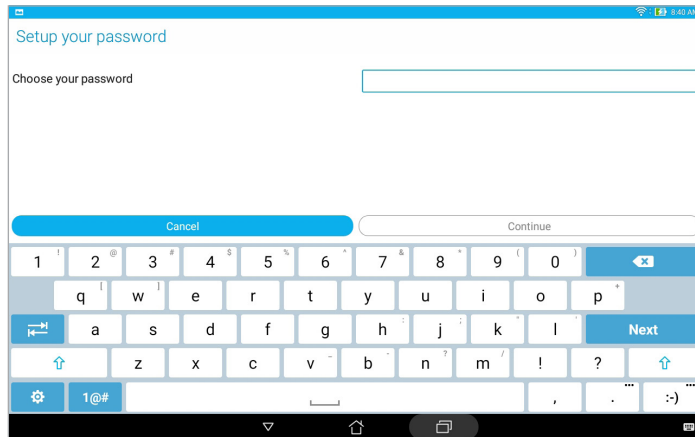 8:40 AM
Setup your password
Choose your password
Cancel
Continue
1 ! 2 @ 3 # 4 $ 5 % 6 ^ 7 & 8 * 9 ( 0 )
q [ w ] e r t y u i o p +
a s d f g h : j ; k " l ' Next
z x c v _ b - n ? m / ! ?
1@# , . ... :-) ...